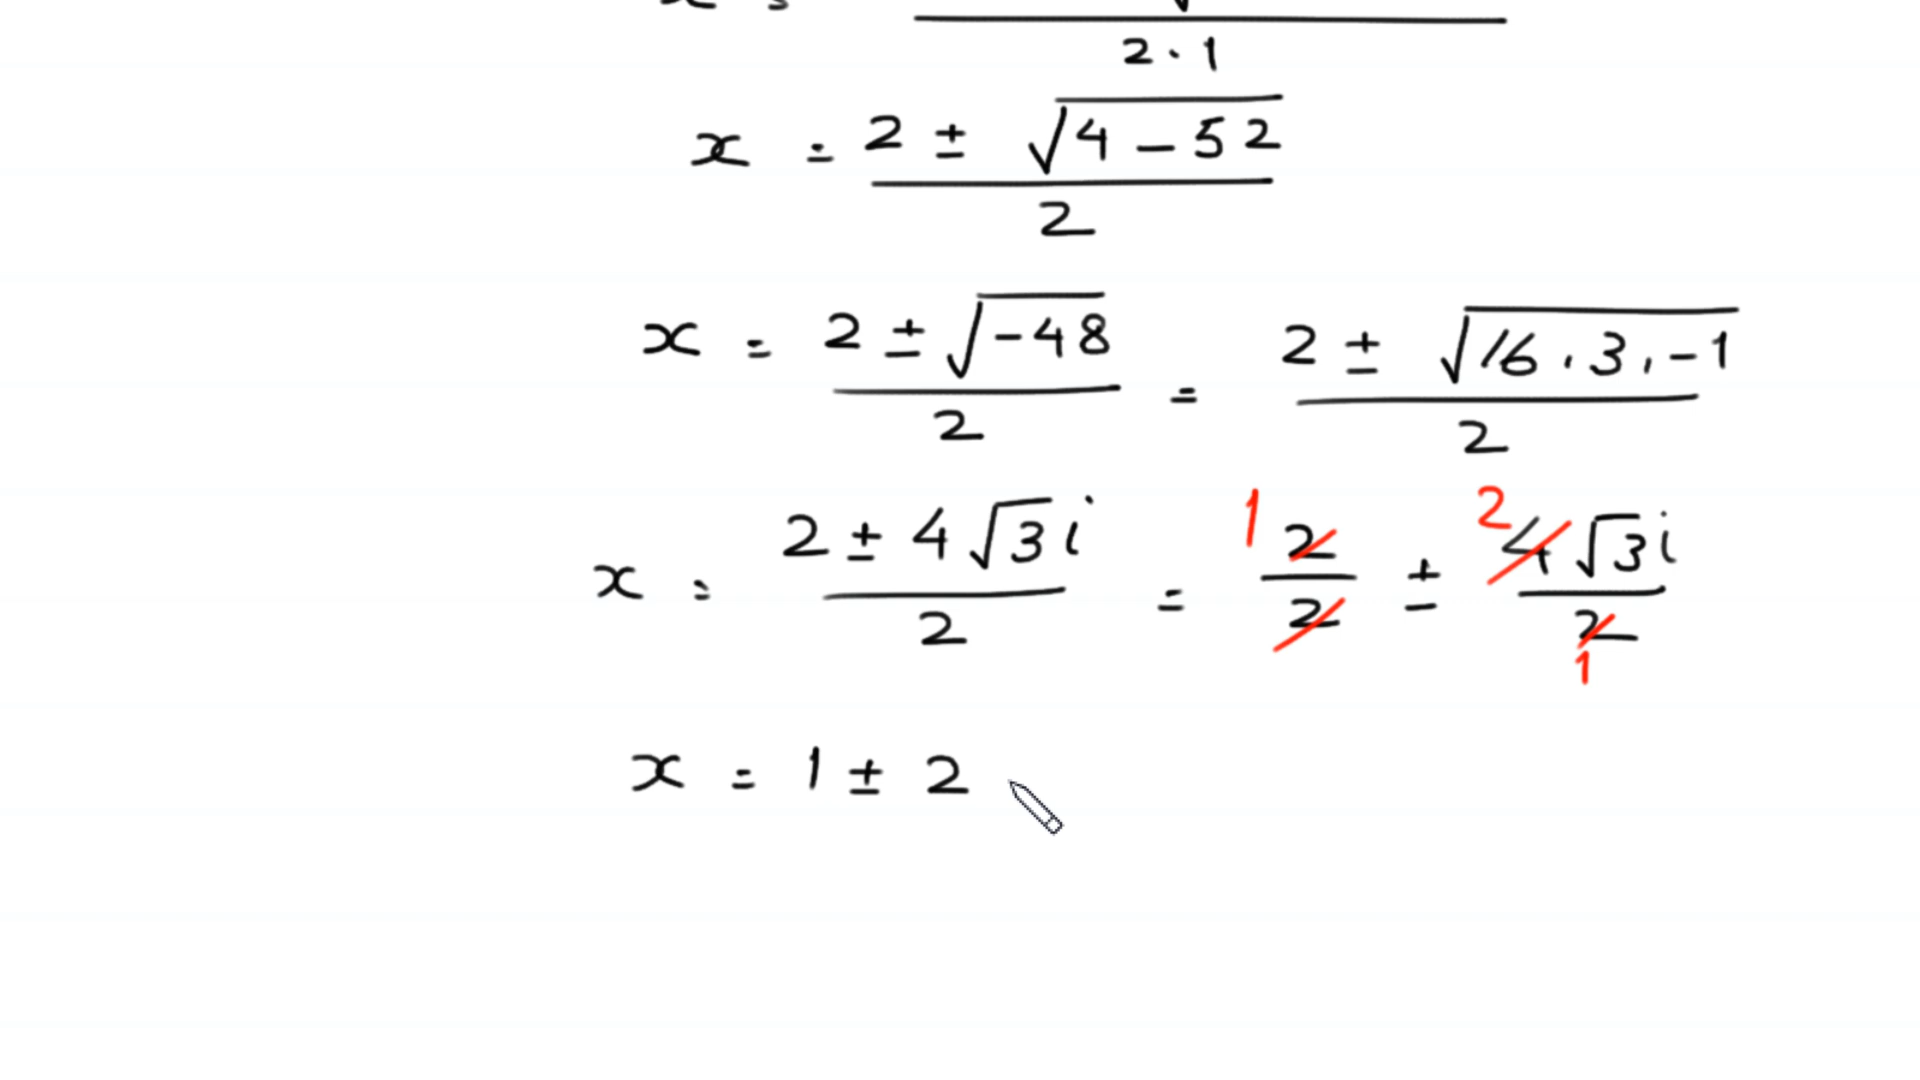 x =
2 · 1
x = 2 ± √4 - 52
2
x = 2 ± √-48 = 2 ± √16 · 3 · -1
2 2
x = 2 ± 4√3 i = 1 2 ± 2 4√3 i
2 2 2
1
x = 1 ± 2